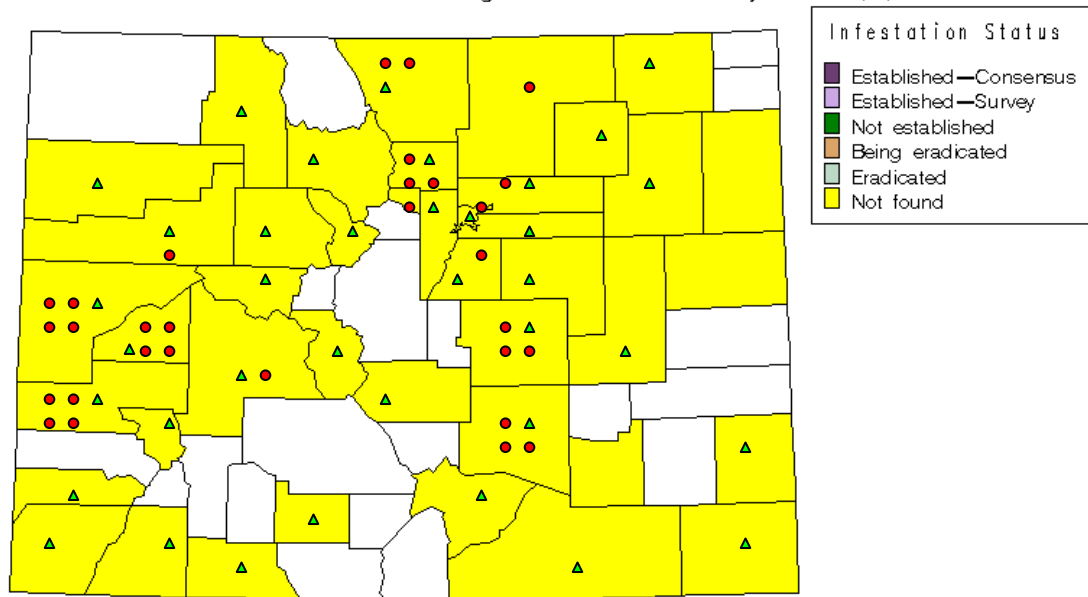 Infestation Status
Established—Consensus
Established—Survey
Not established
Being eradicated
Eradicated
Not found